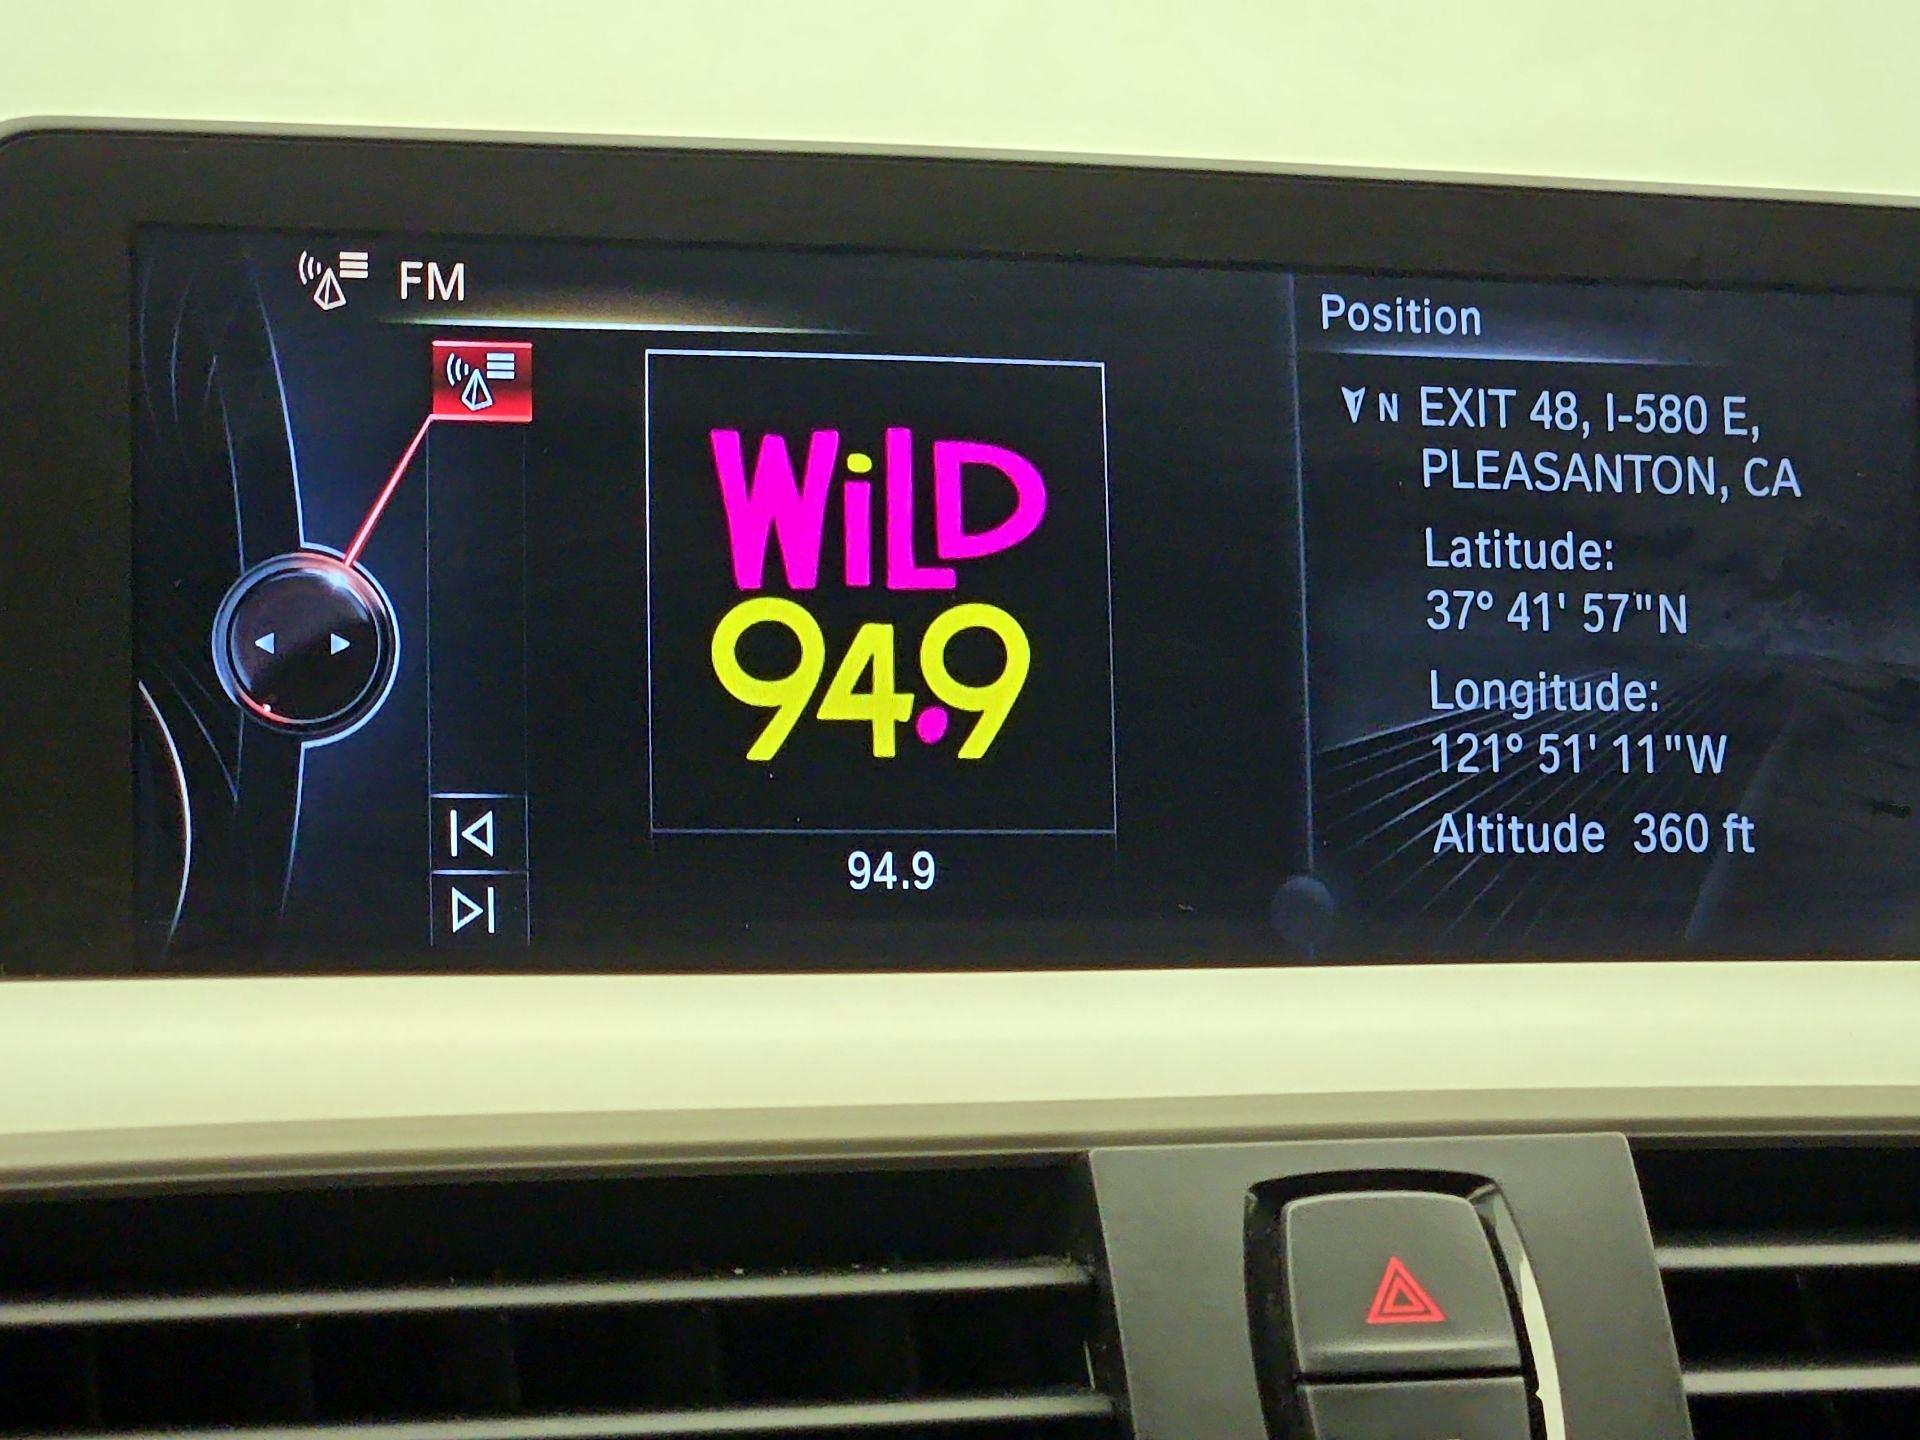 FM
WiLD
94.9
94.9
Position
N EXIT 48, I-580 E,
PLEASANTON, CA
Latitude:
37° 41' 57"N
Longitude:
121° 51' 11"W
Altitude 360 ft